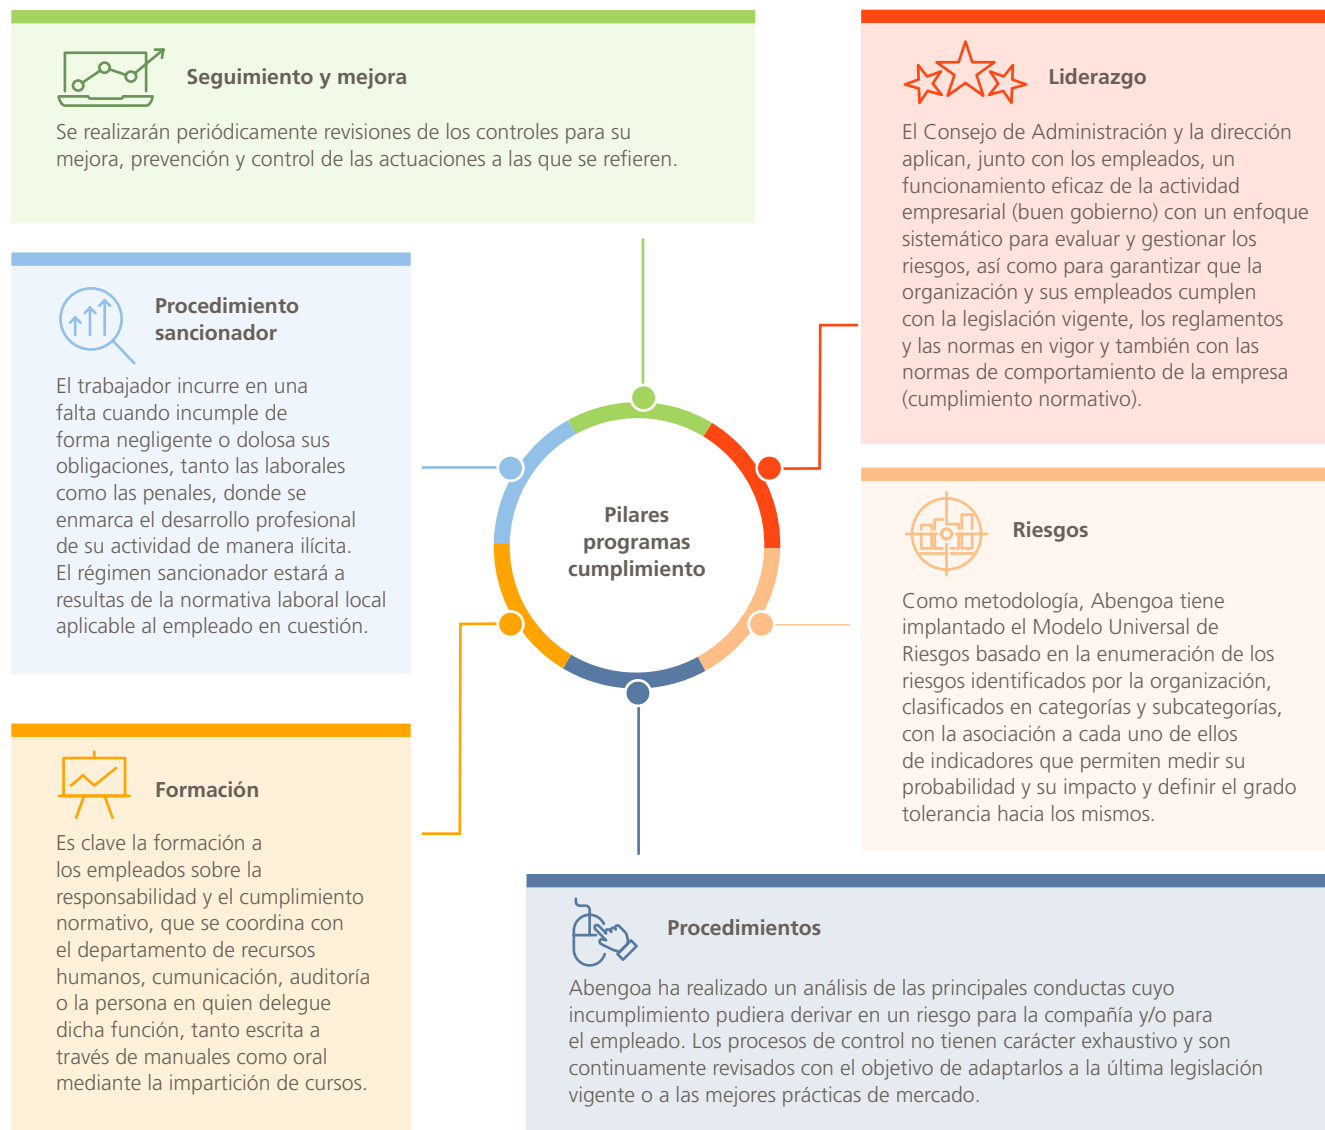 Seguimiento y mejora
Se realizarán periódicamente revisiones de los controles para su
mejora, prevención y control de las actuaciones a las que se refieren.
Liderazgo
El Consejo de Administración y la dirección
aplican, junto con los empleados, un
funcionamiento eficaz de la actividad
empresarial (buen gobierno) con un enfoque
sistemático para evaluar y gestionar los
riesgos, así como para garantizar que la
organización y sus empleados cumplen
con la legislación vigente, los reglamentos
y las normas en vigor y también con las
normas de comportamiento de la empresa
(cumplimiento normativo).
Procedimiento
sancionador
El trabajador incurre en una
falta cuando incumple de
forma negligente o dolosa sus
obligaciones, tanto las laborales
como las penales, donde se
enmarca el desarrollo profesional
de su actividad de manera ilícita.
El régimen sancionador estará a
resultas de la normativa laboral local
aplicable al empleado en cuestión.
Pilares
programas
cumplimiento
Riesgos
Como metodología, Abengoa tiene
implantado el Modelo Universal de
Riesgos basado en la enumeración de los
riesgos identificados por la organización,
clasificados en categorías y subcategorías,
con la asociación a cada uno de ellos
de indicadores que permiten medir su
probabilidad y su impacto y definir el grado
tolerancia hacia los mismos.
Formación
Es clave la formación a
los empleados sobre la
responsabilidad y el cumplimiento
normativo, que se coordina con
el departamento de recursos
humanos, cumunicación, auditoría
o la persona en quien delegue
dicha función, tanto escrita a
través de manuales como oral
mediante la impartición de cursos.
Procedimientos
Abengoa ha realizado un análisis de las principales conductas cuyo
incumplimiento pudiera derivar en un riesgo para la compañía y/o para
el empleado. Los procesos de control no tienen carácter exhaustivo y son
continuamente revisados con el objetivo de adaptarlos a la última legislación
vigente o a las mejores prácticas de mercado.